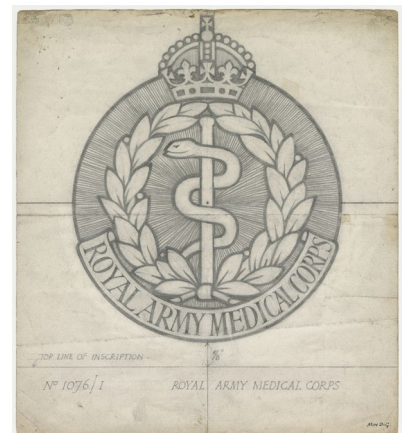 ROYAL ARMY MEDICAL CORPS
TOP LINE OF INSCRIPTION
Nº 1076/1 ROYAL ARMY MEDICAL CORPS